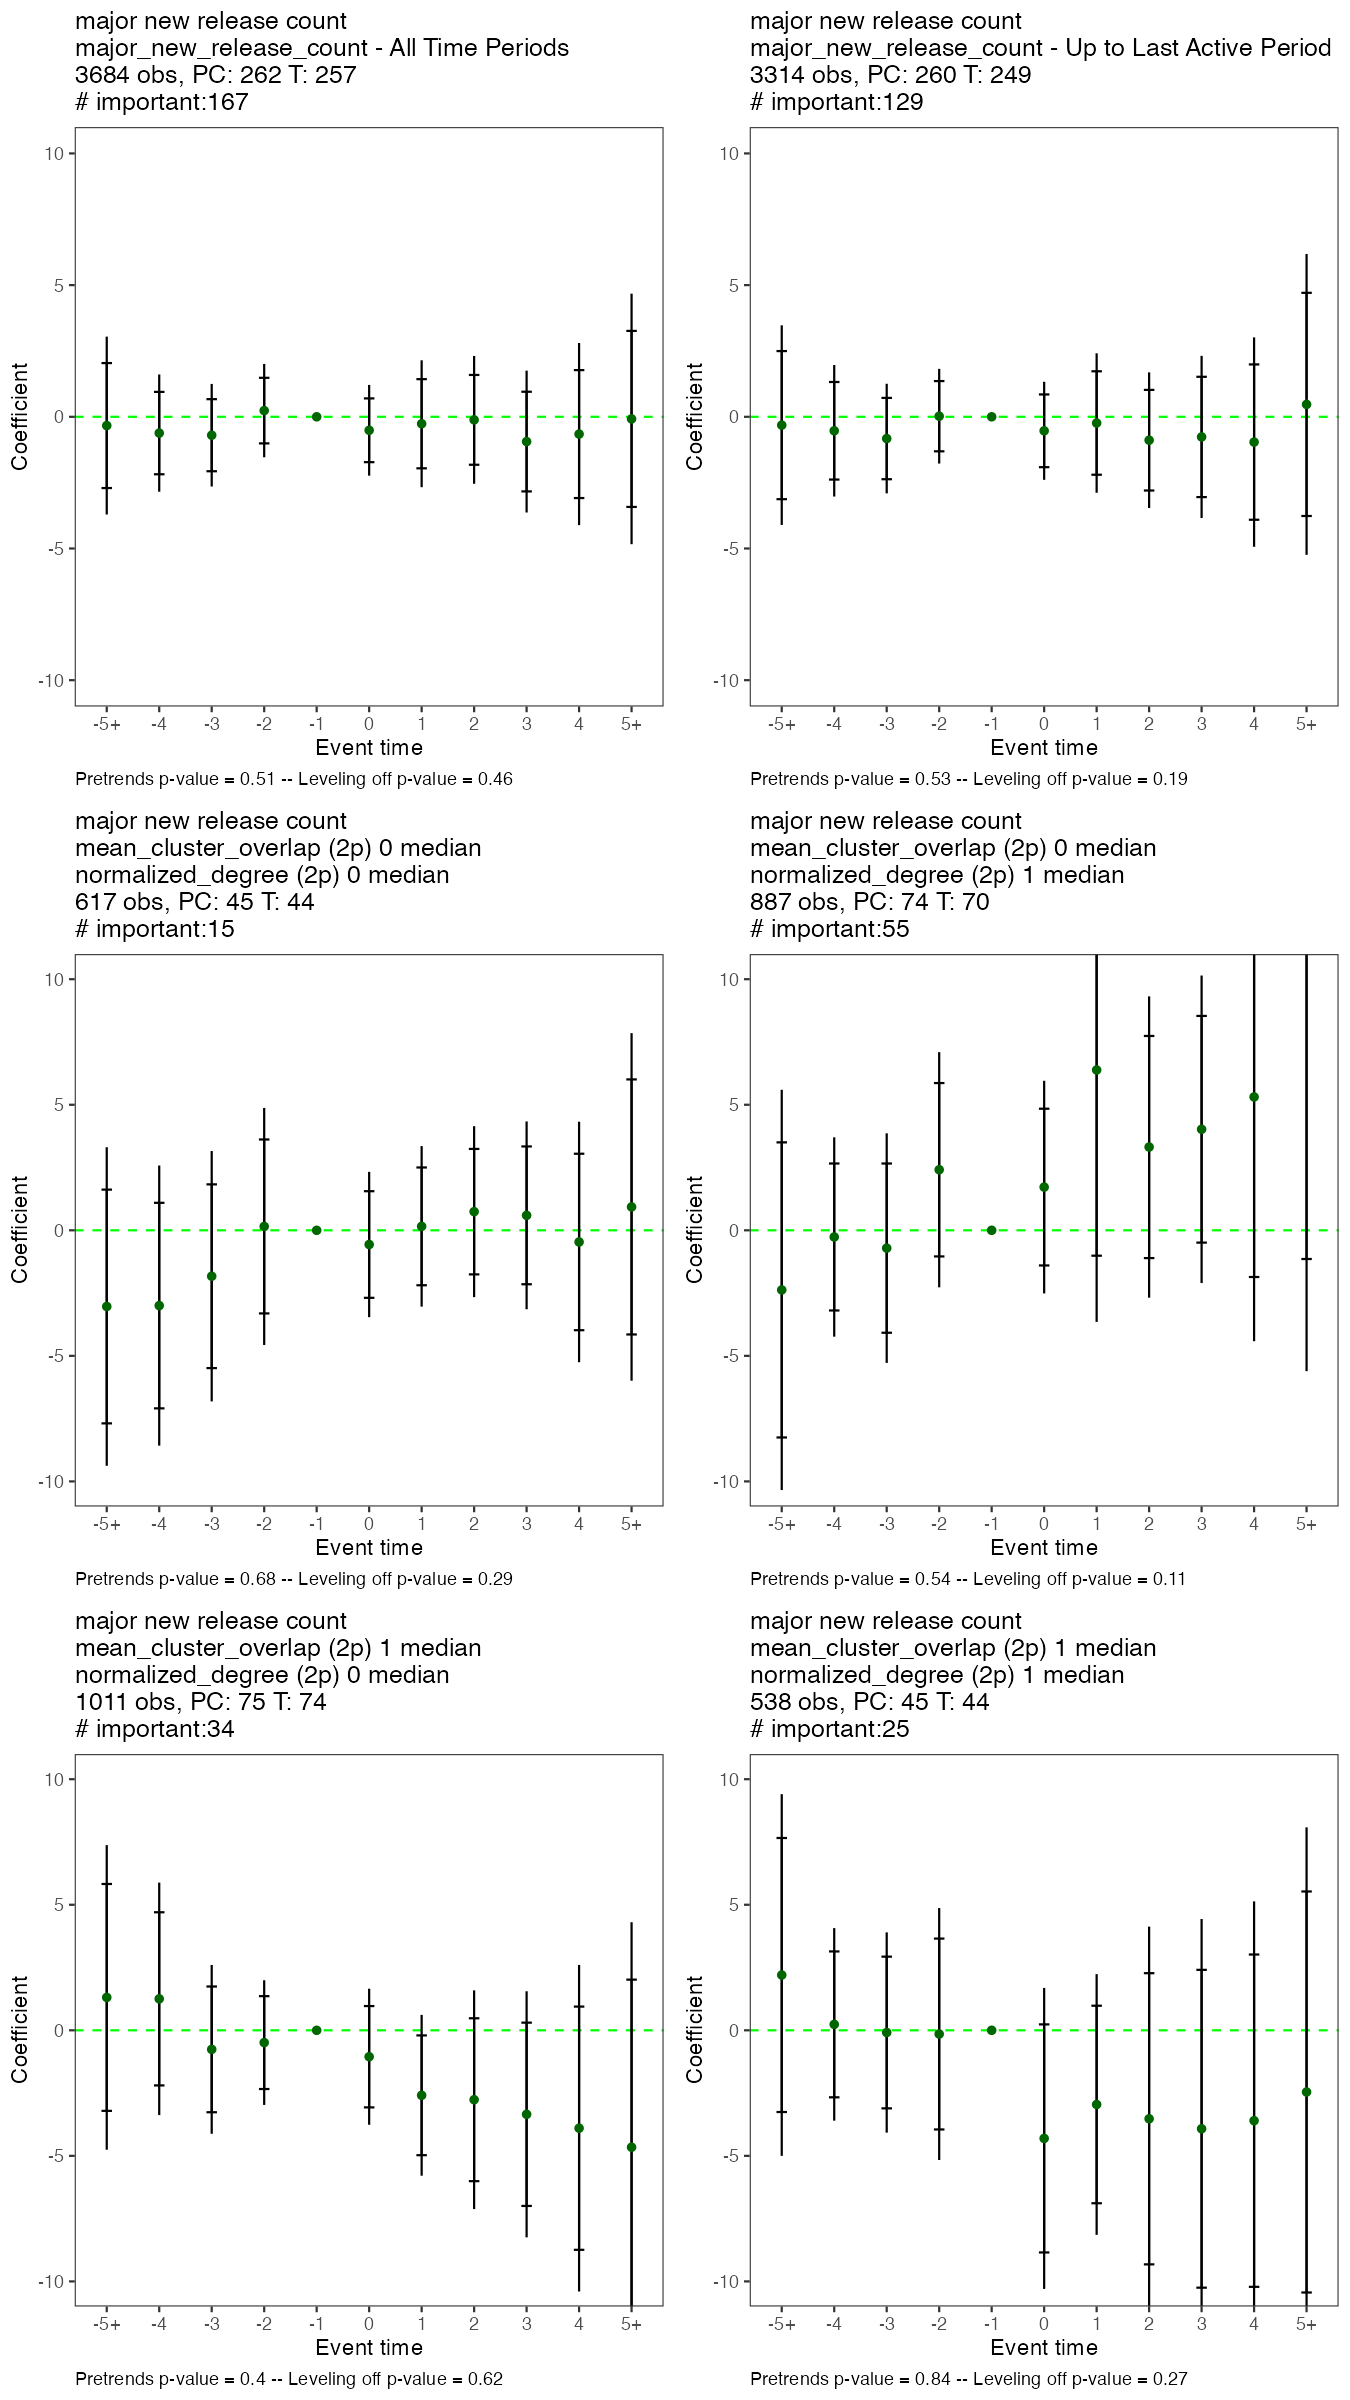 major new release count
major_new_release_count - All Time Periods
3684 obs, PC: 262 T: 257
# important:167
10
5
0
-5
-10
Coefficient
-5+ -4 -3 -2 -1 0 1 2 3 4 5+
Event time
Pretrends p-value = 0.51 -- Leveling off p-value = 0.46
major new release count
major_new_release_count - Up to Last Active Period
3314 obs, PC: 260 T: 249
# important:129
10
5
0
-5
-10
Coefficient
-5+ -4 -3 -2 -1 0 1 2 3 4 5+
Event time
Pretrends p-value = 0.53 -- Leveling off p-value = 0.19
major new release count
mean_cluster_overlap (2p) 0 median
normalized_degree (2p) 0 median
617 obs, PC: 45 T: 44
# important:15
10
5
0
-5
-10
Coefficient
-5+ -4 -3 -2 -1 0 1 2 3 4 5+
Event time
Pretrends p-value = 0.68 -- Leveling off p-value = 0.29
major new release count
mean_cluster_overlap (2p) 0 median
normalized_degree (2p) 1 median
887 obs, PC: 74 T: 70
# important:55
10
5
0
-5
-10
Coefficient
-5+ -4 -3 -2 -1 0 1 2 3 4 5+
Event time
Pretrends p-value = 0.54 -- Leveling off p-value = 0.11
major new release count
mean_cluster_overlap (2p) 1 median
normalized_degree (2p) 0 median
1011 obs, PC: 75 T: 74
# important:34
10
5
0
-5
-10
Coefficient
-5+ -4 -3 -2 -1 0 1 2 3 4 5+
Event time
Pretrends p-value = 0.4 -- Leveling off p-value = 0.62
major new release count
mean_cluster_overlap (2p) 1 median
normalized_degree (2p) 1 median
538 obs, PC: 45 T: 44
# important:25
10
5
0
-5
-10
Coefficient
-5+ -4 -3 -2 -1 0 1 2 3 4 5+
Event time
Pretrends p-value = 0.84 -- Leveling off p-value = 0.27